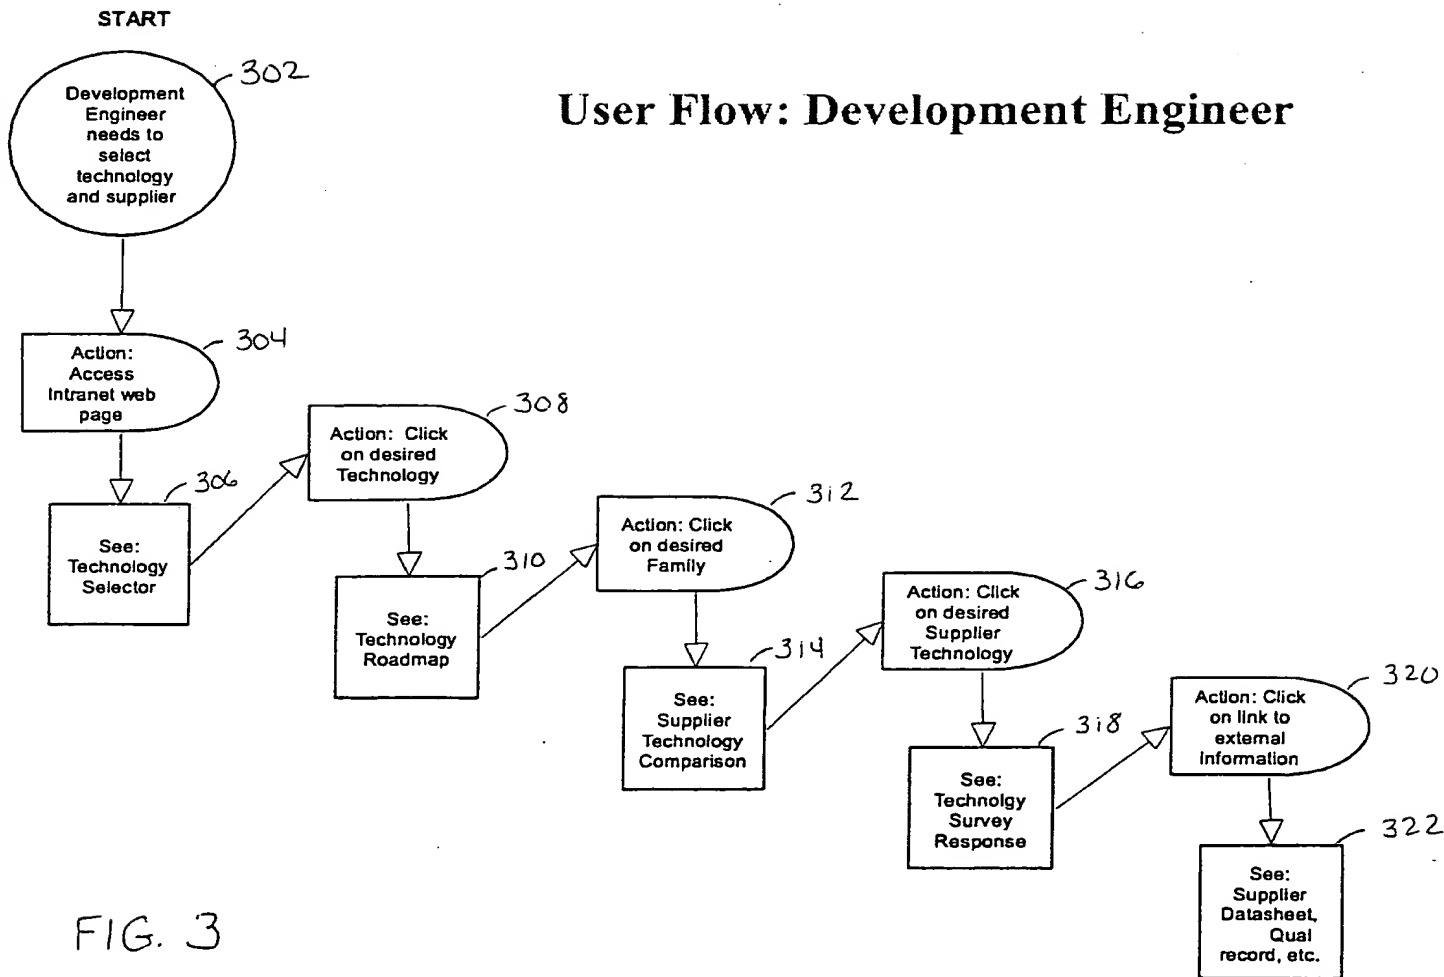 START
302
Development
Engineer
needs to
select
technology
and supplier
User Flow: Development Engineer
304
Action:
Access
Intranet web
page
306
See:
Technology
Selector
308
Action: Click
on desired
Technology
310
See:
Technology
Roadmap
312
Action: Click
on desired
Family
314
See:
Supplier
Technology
Comparison
316
Action: Click
on desired
Supplier
Technology
318
See:
Technolgy
Survey
Response
320
Action: Click
on link to
external
information
322
See:
Supplier
Datasheet,
Qual
record, etc.
FIG. 3